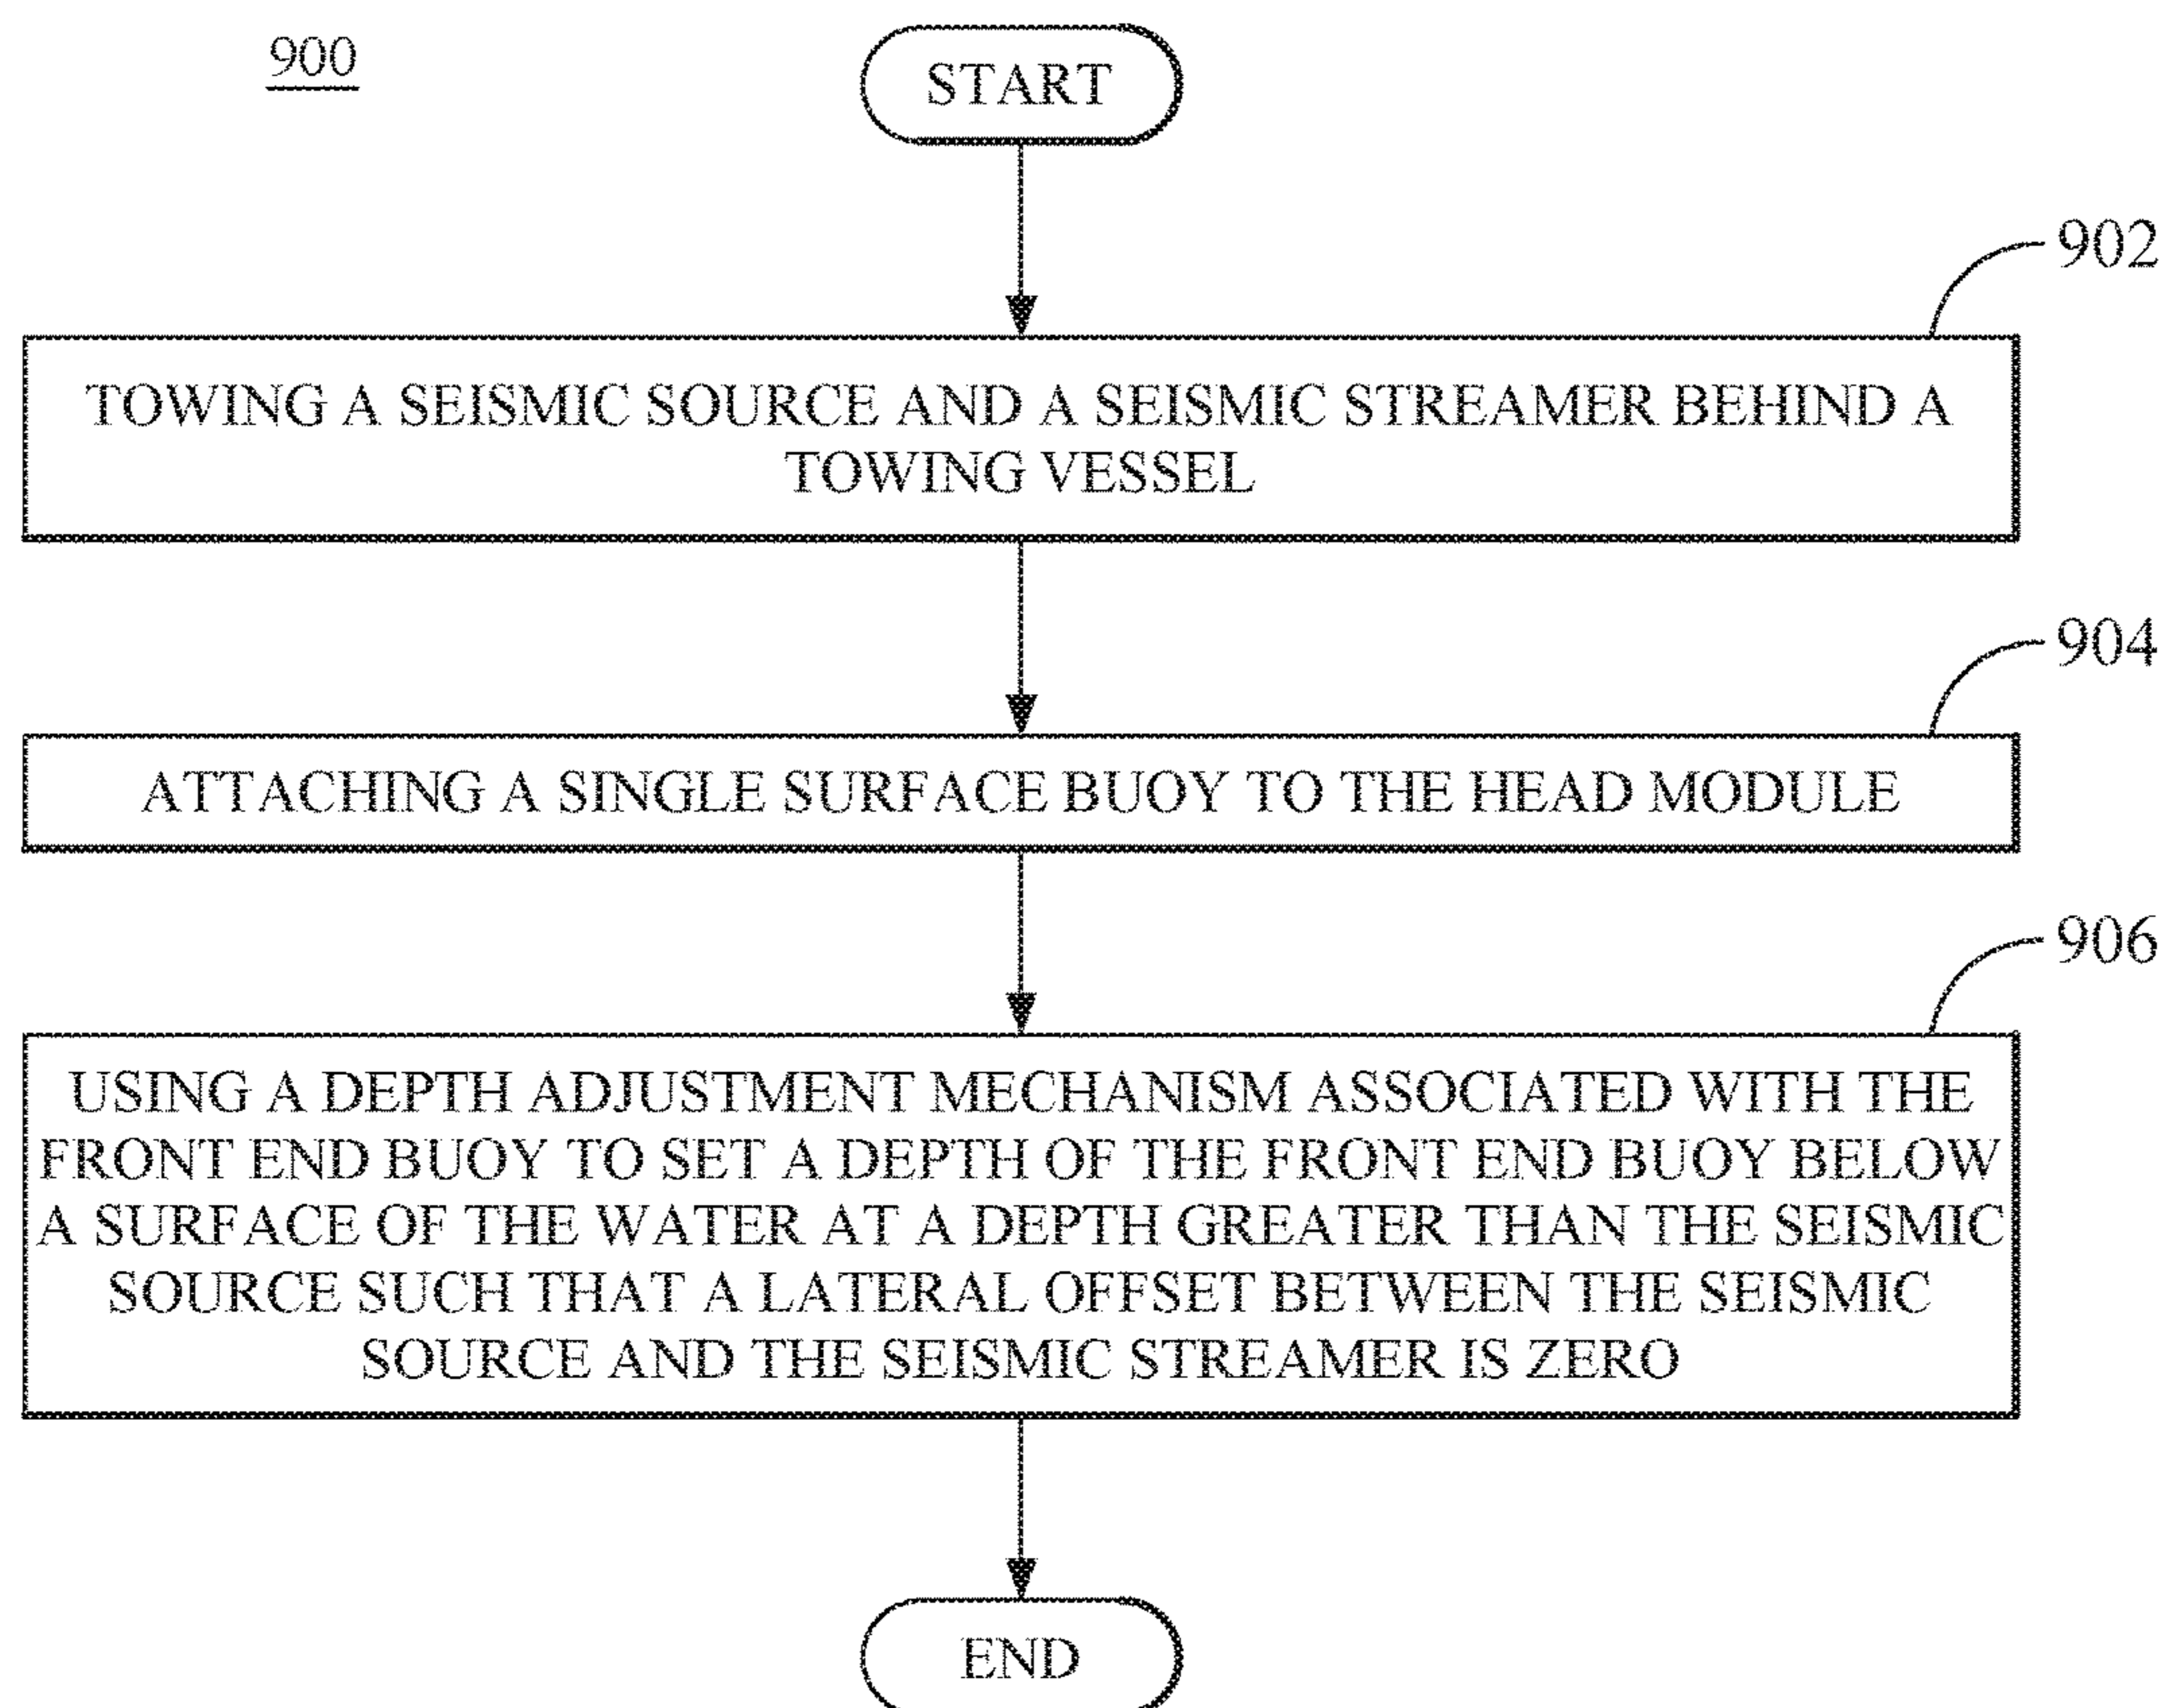 900
START
902
TOWING A SEISMIC SOURCE AND A SEISMIC STREAMER BEHIND A
TOWING VESSEL
904
ATTACHING A SINGLE SURFACE BUOY TO THE HEAD MODULE
906
USING A DEPTH ADJUSTMENT MECHANISM ASSOCIATED WITH THE
FRONT END BUOY TO SET A DEPTH OF THE FRONT END BUOY BELOW
A SURFACE OF THE WATER AT A DEPTH GREATER THAN THE SEISMIC
SOURCE SUCH THAT A LATERAL OFFSET BETWEEN THE SEISMIC
SOURCE AND THE SEISMIC STREAMER IS ZERO
END